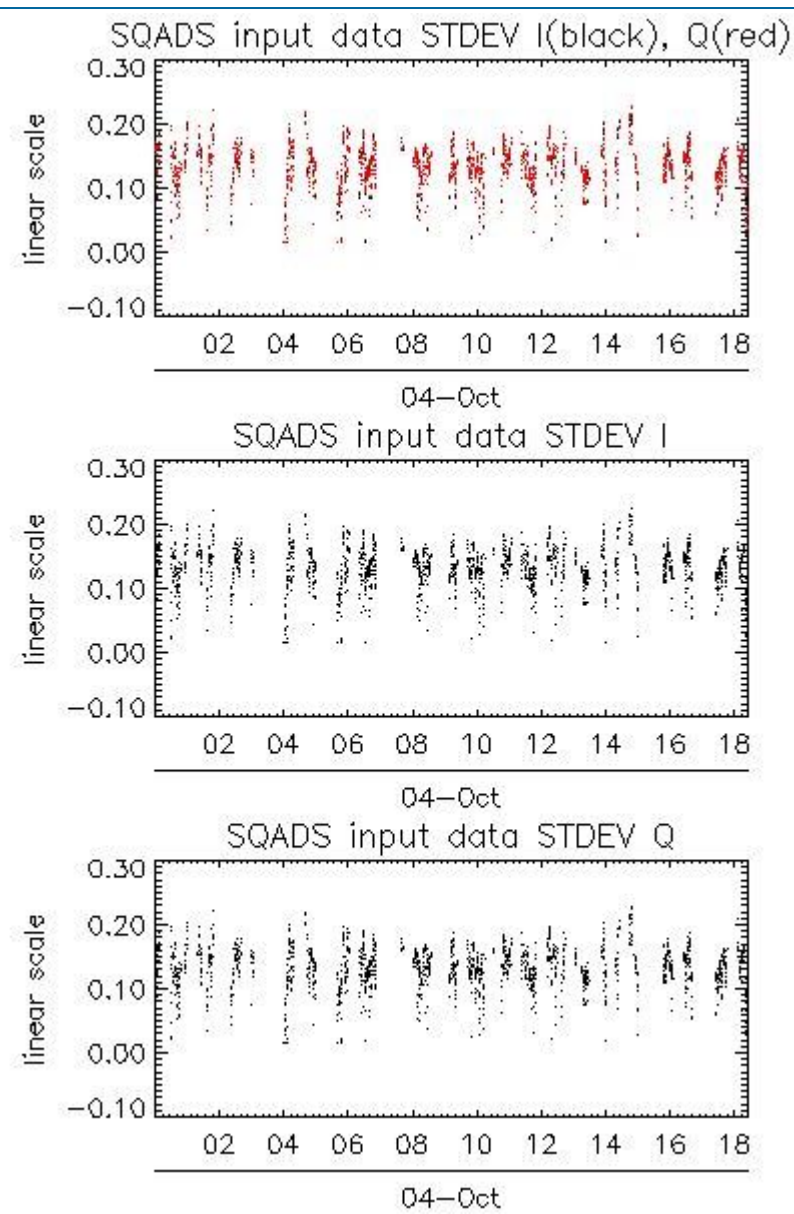 SQADS input data STDEV I(black), Q(red)
0.30
0.20
0.10
0.00
−0.10
linear scale
02 04 06 08 10 12 14 16 18
04−Oct
SQADS input data STDEV I
0.30
0.20
0.10
0.00
−0.10
linear scale
02 04 06 08 10 12 14 16 18
04−Oct
SQADS input data STDEV Q
0.30
0.20
0.10
0.00
−0.10
linear scale
02 04 06 08 10 12 14 16 18
04−Oct